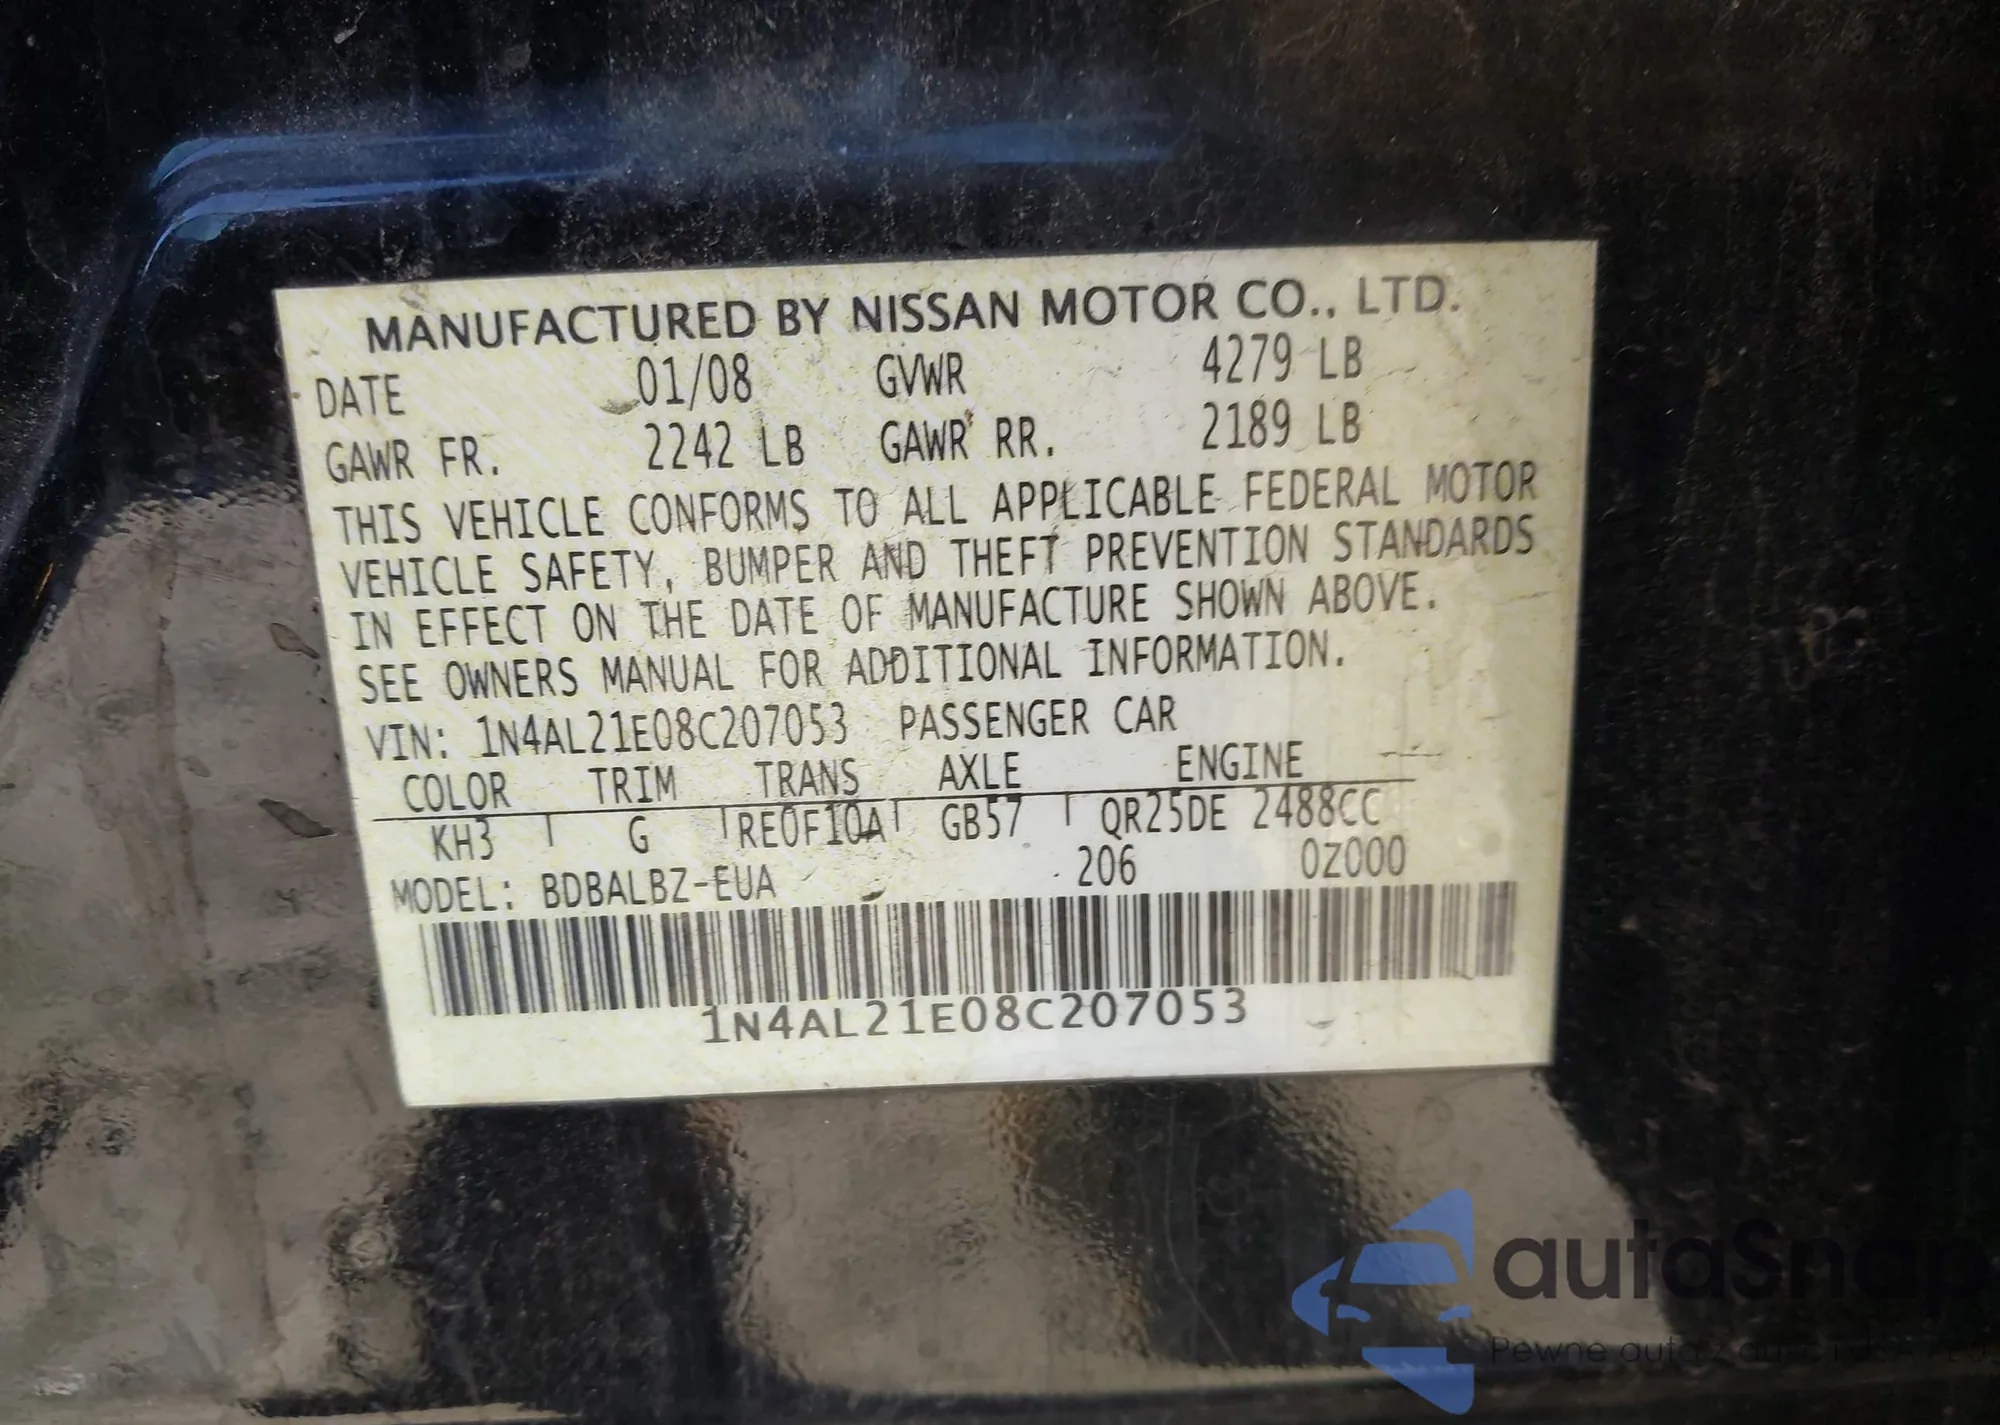 MANUFACTURED BY NISSAN MOTOR CO., LTD.
DATE 01/08 GVWR 4279 LB
GAWR FR. 2242 LB GAWR RR. 2189 LB
THIS VEHICLE CONFORMS TO ALL APPLICABLE FEDERAL MOTOR
VEHICLE SAFETY, BUMPER AND THEFT PREVENTION STANDARDS
IN EFFECT ON THE DATE OF MANUFACTURE SHOWN ABOVE.
SEE OWNERS MANUAL FOR ADDITIONAL INFORMATION.
VIN: 1N4AL21E08C207053 PASSENGER CAR
COLOR TRIM TRANS AXLE ENGINE
KH3 G RE0F10A GB57 QR25DE 2488CC
206 0Z000
MODEL: BDBALBZ-EUA
1N4AL21E08C207053
autaSnap
Pewne auta z aukcji